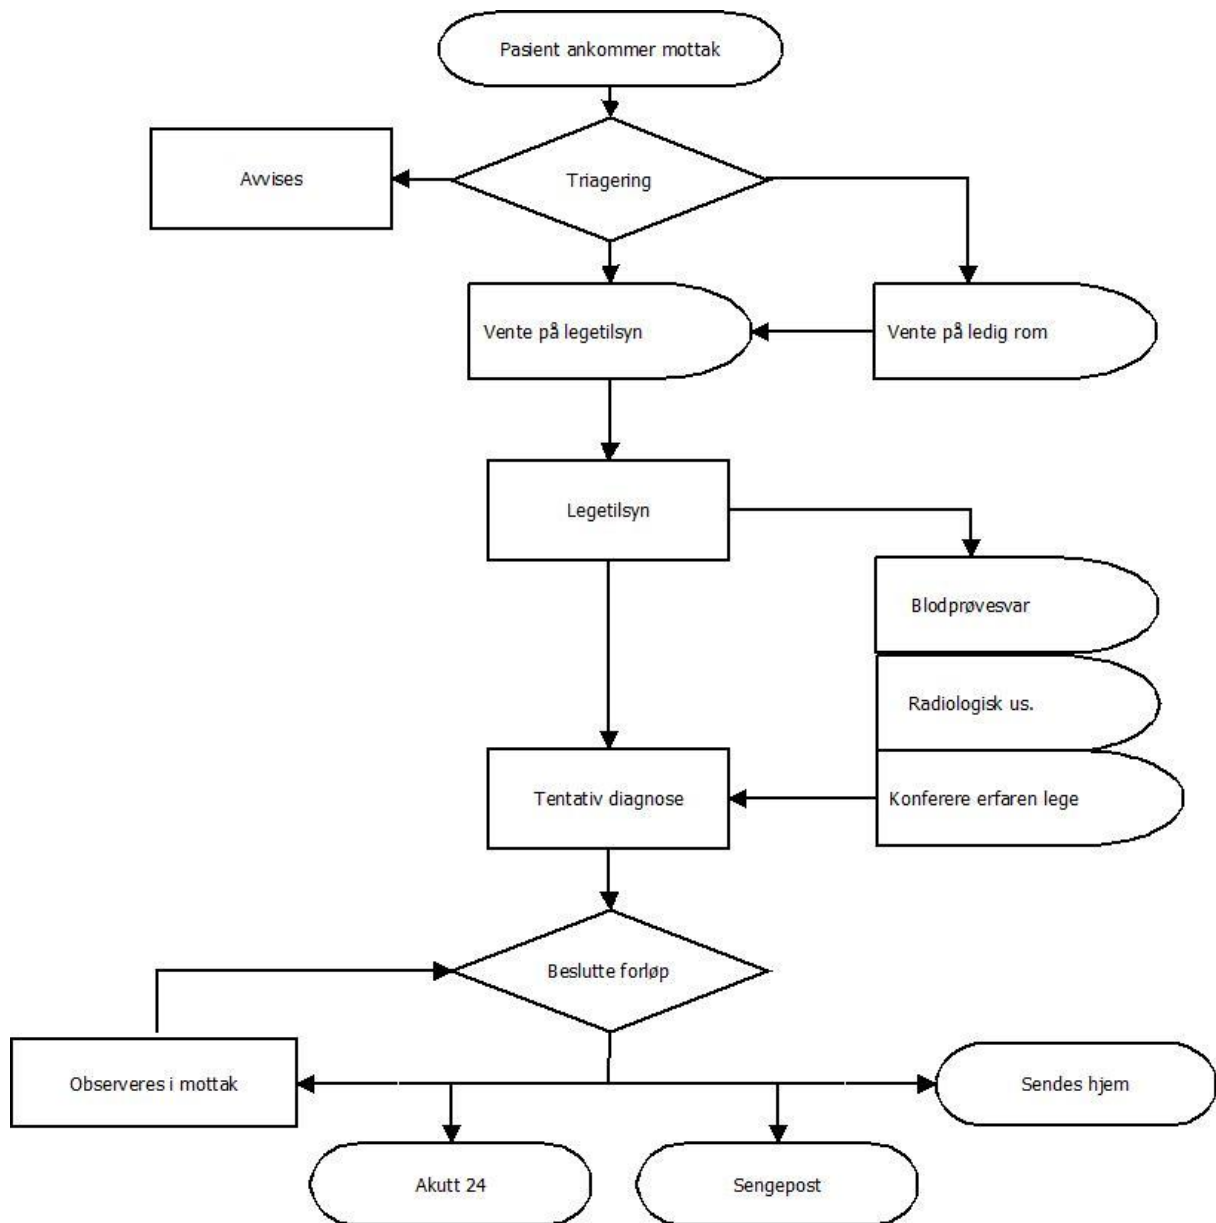 Pasient ankommer mottak
Avvises
Triagering
Vente på legetilsyn
Vente på ledig rom
Legetilsyn
Blodprøvesvar
Radiologisk us.
Tentativ diagnose
Konferere erfaren lege
Beslutte forløp
Observeres i mottak
Sendes hjem
Akutt 24
Sengepost